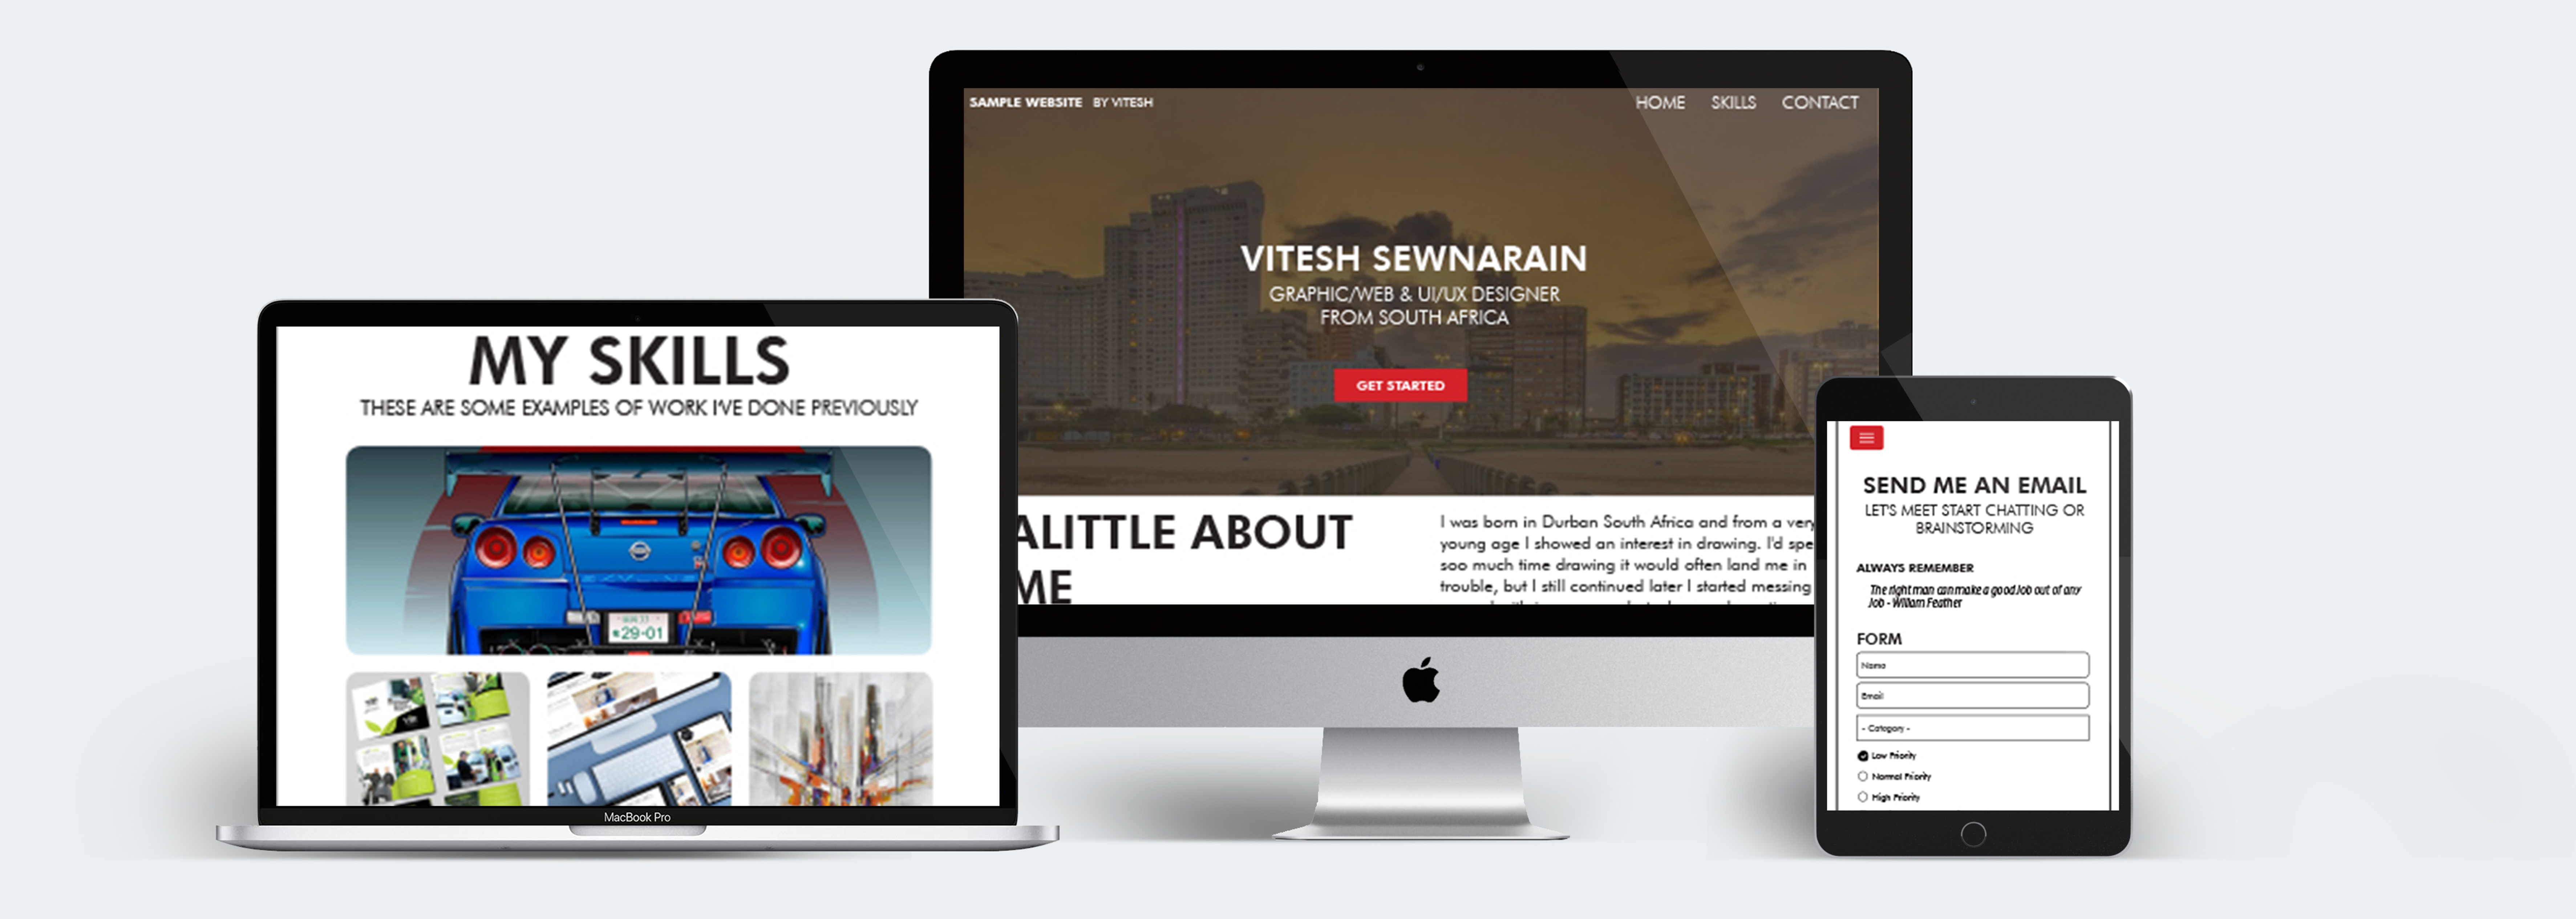 SAMPLE WEBSITE BY VITESH
HOME SKILLS CONTACT
VITESH SEWNARAIN
GRAPHIC/WEB & UI/UX DESIGNER
FROM SOUTH AFRICA
GET STARTED
ALITTLE ABOUT
ME
I was born in Durban South Africa and from a very
young age I showed an interest in drawing. I'd spe
soo much time drawing it would often land me in
trouble, but I still continued later I started messing
MY SKILLS
THESE ARE SOME EXAMPLES OF WORK I'VE DONE PREVIOUSLY
29-01
MacBook Pro
SEND ME AN EMAIL
LET'S MEET START CHATTING OR
BRAINSTORMING
ALWAYS REMEMBER
The right man can make a good Job out of any
Job - Willam Feather
FORM
Name
Email
- Category -
Low Priority
Normal Priority
High Priority